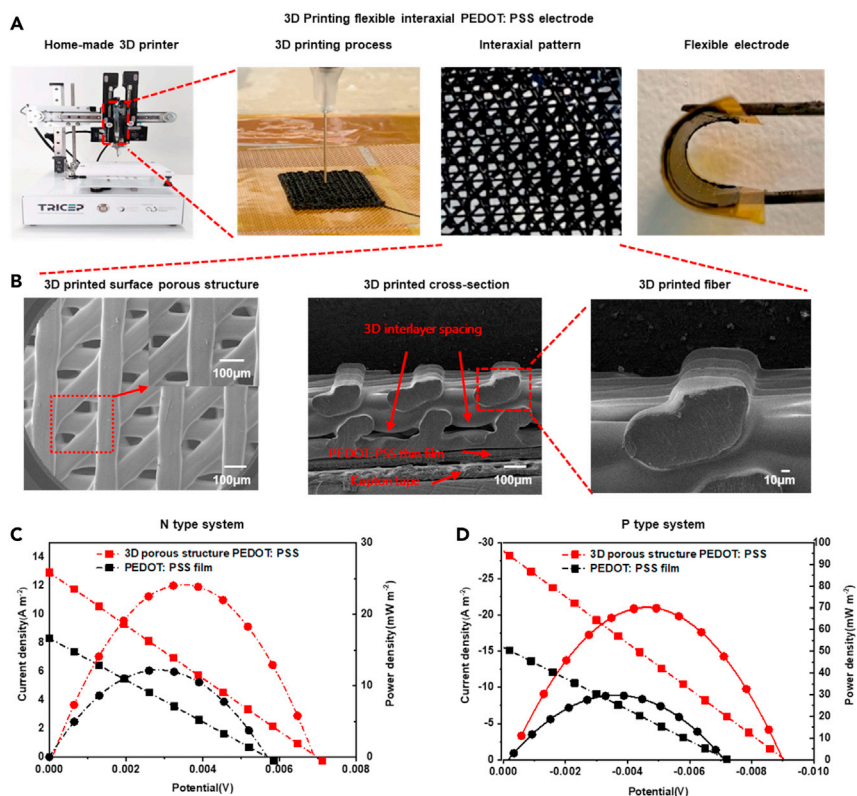 3D Printing flexible interaxial PEDOT: PSS electrode
A
Home-made 3D printer
3D printing process
Interaxial pattern
Flexible electrode
TRICEP
B
3D printed surface porous structure
3D printed cross-section
3D printed fiber
100μm
100μm
3D interlayer spacing
PEDOT: PSS thin film
Kapton tape
100μm
10μm
C
N type system
3D porous structure PEDOT: PSS
PEDOT: PSS film
Current density(A m⁻²)
14
12
10
8
6
4
2
0
30
20
10
0
Power density(mW m⁻²)
0.000 0.002 0.004 0.006 0.008
Potential(V)
D
P type system
3D porous structure PEDOT: PSS
PEDOT: PSS film
Current density(A m⁻²)
-30
-25
-20
-15
-10
-5
0
100
90
80
70
60
50
40
30
20
10
0
Power density(mW m⁻²)
-0.002 -0.004 -0.006 -0.008 -0.010
Potential(V)